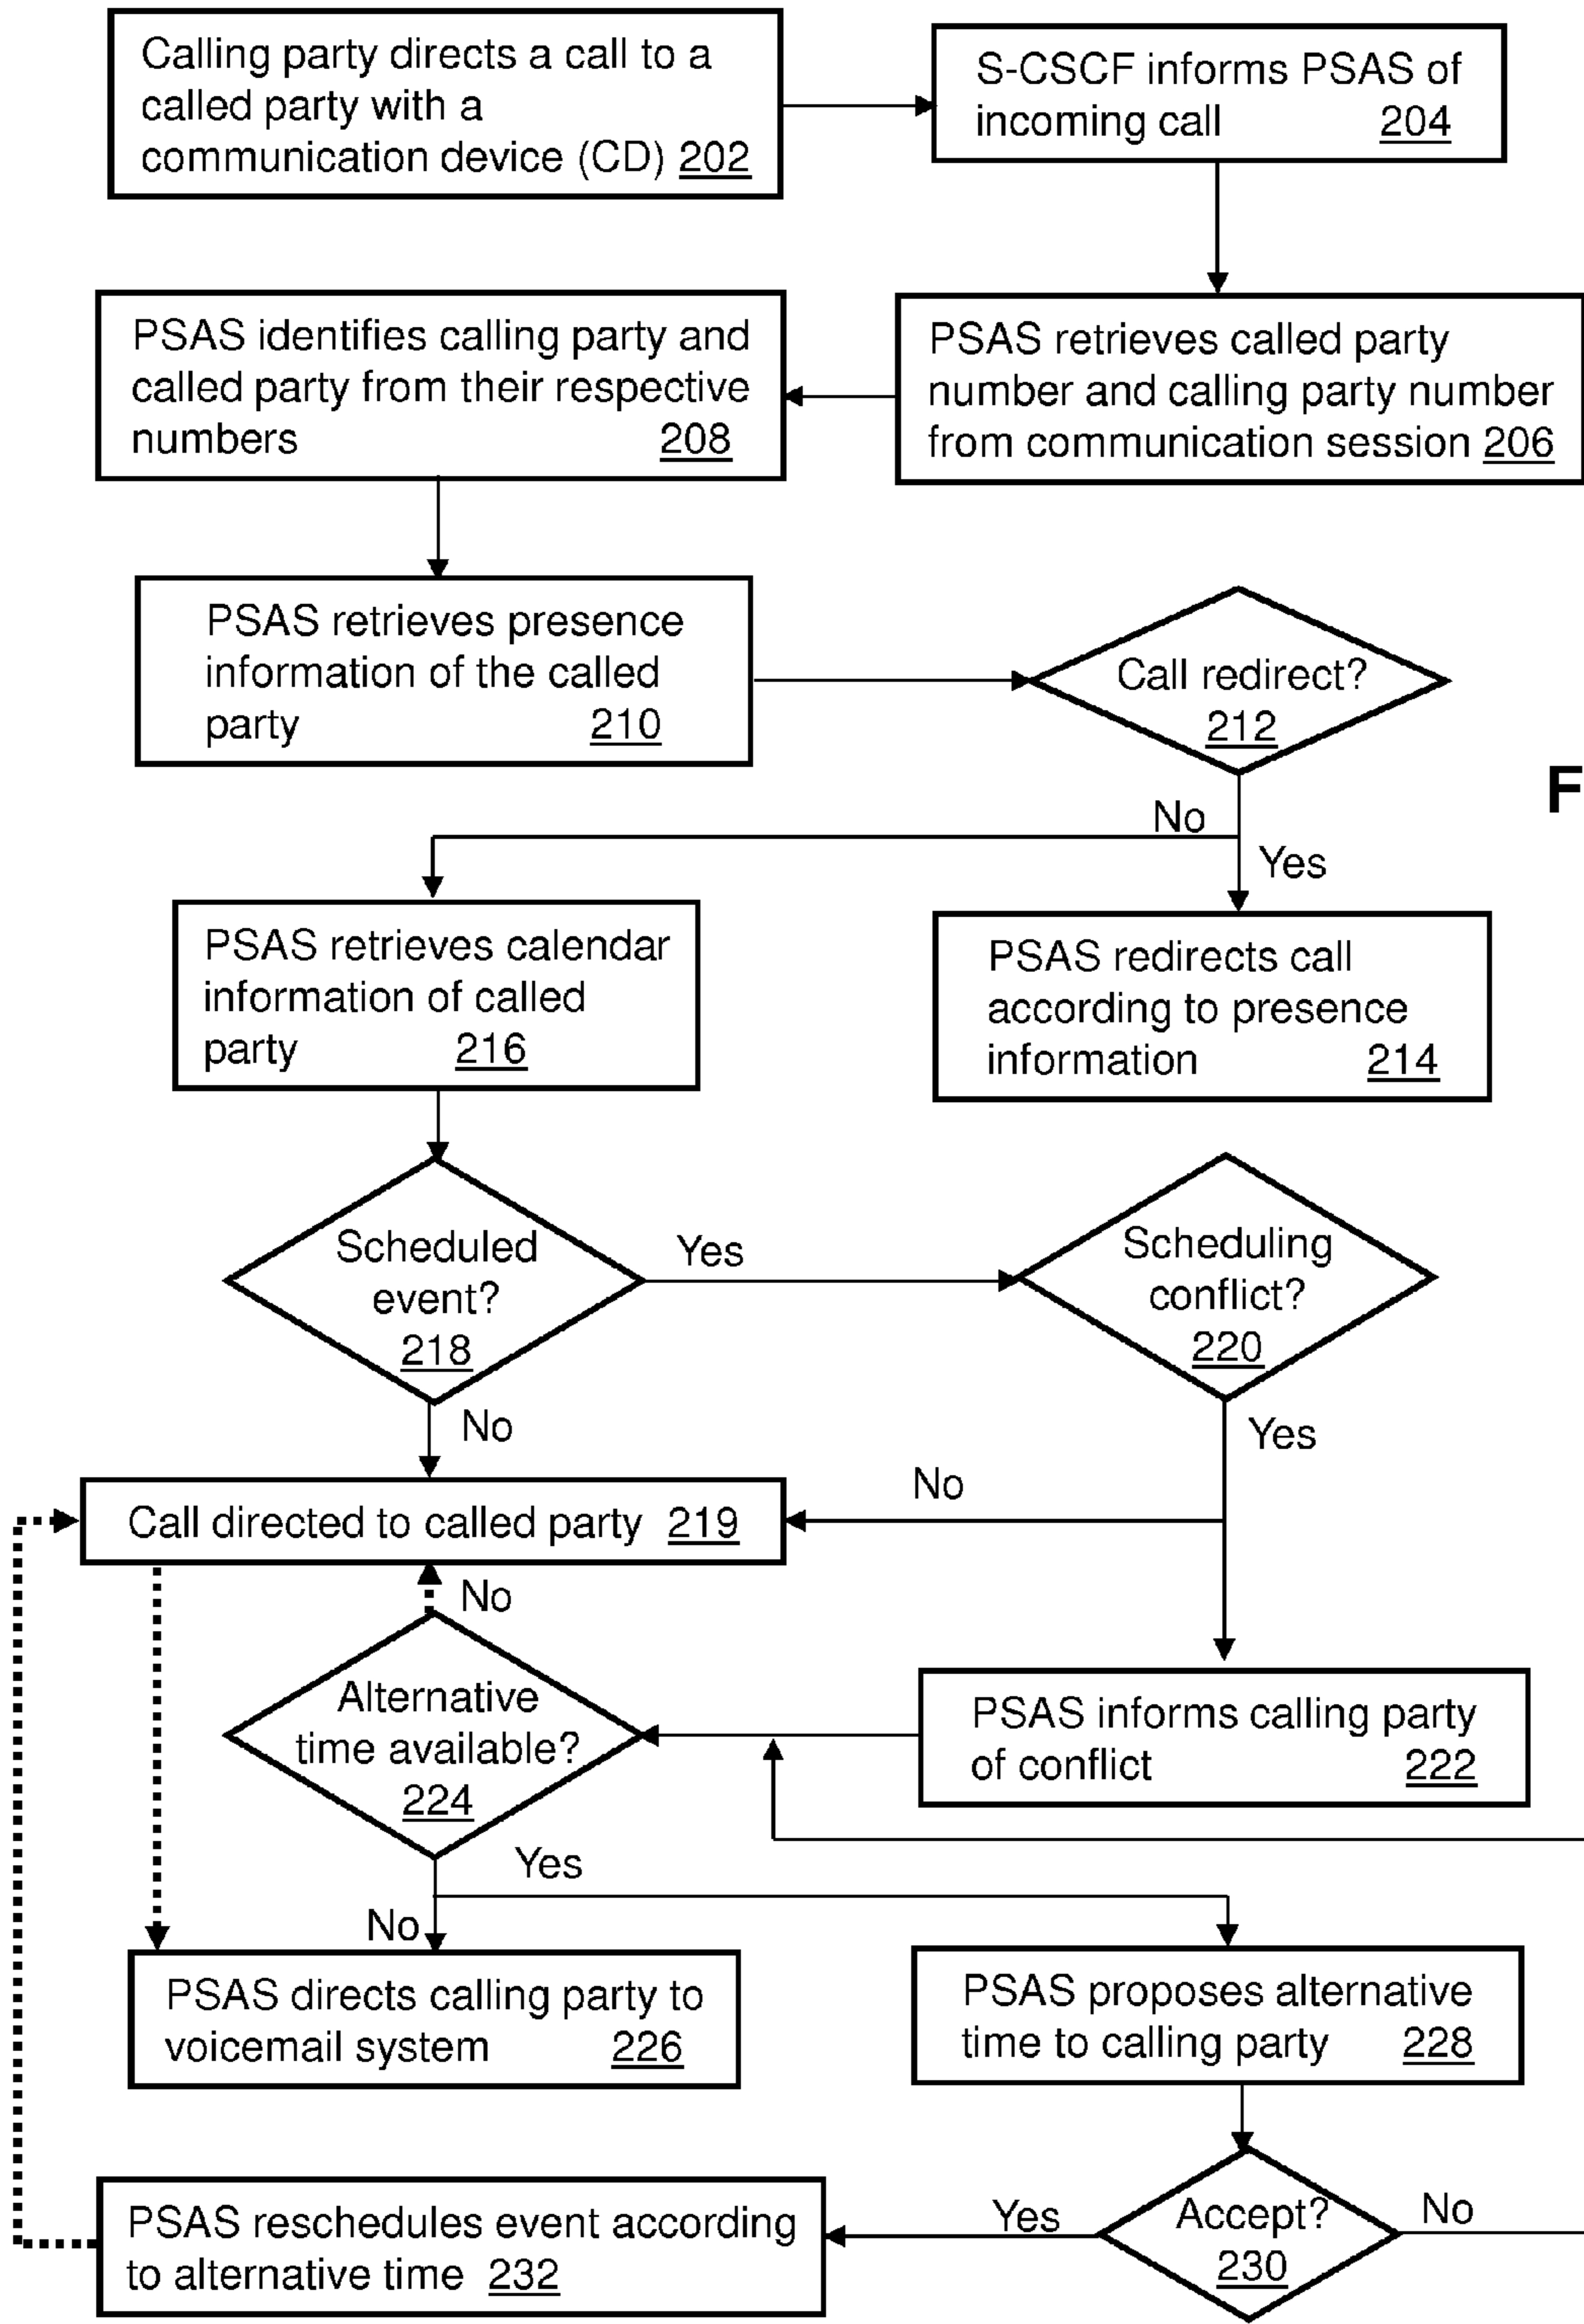 Calling party directs a call to a
called party with a
communication device (CD) 202
S-CSCF informs PSAS of
incoming call 204
PSAS identifies calling party and
called party from their respective
numbers 208
PSAS retrieves called party
number and calling party number
from communication session 206
PSAS retrieves presence
information of the called
party 210
Call redirect?
212
F
No
Yes
PSAS retrieves calendar
information of called
party 216
PSAS redirects call
according to presence
information 214
Scheduled
event?
218
Yes
Scheduling
conflict?
220
No
Yes
No
Call directed to called party 219
No
Alternative
time available?
224
PSAS informs calling party
of conflict 222
Yes
No
PSAS directs calling party to
voicemail system 226
PSAS proposes alternative
time to calling party 228
PSAS reschedules event according
to alternative time 232
Yes
Accept?
230
No